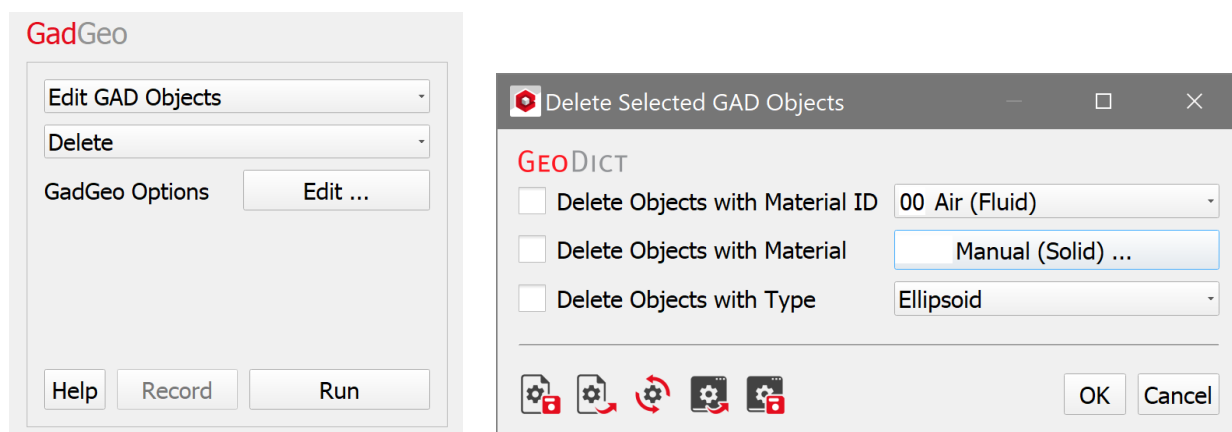 GadGeo
Edit GAD Objects
Delete
GadGeo Options Edit ...
Help Record Run
Delete Selected GAD Objects
GEODICT
Delete Objects with Material ID 00 Air (Fluid)
Delete Objects with Material Manual (Solid) ...
Delete Objects with Type Ellipsoid
OK Cancel